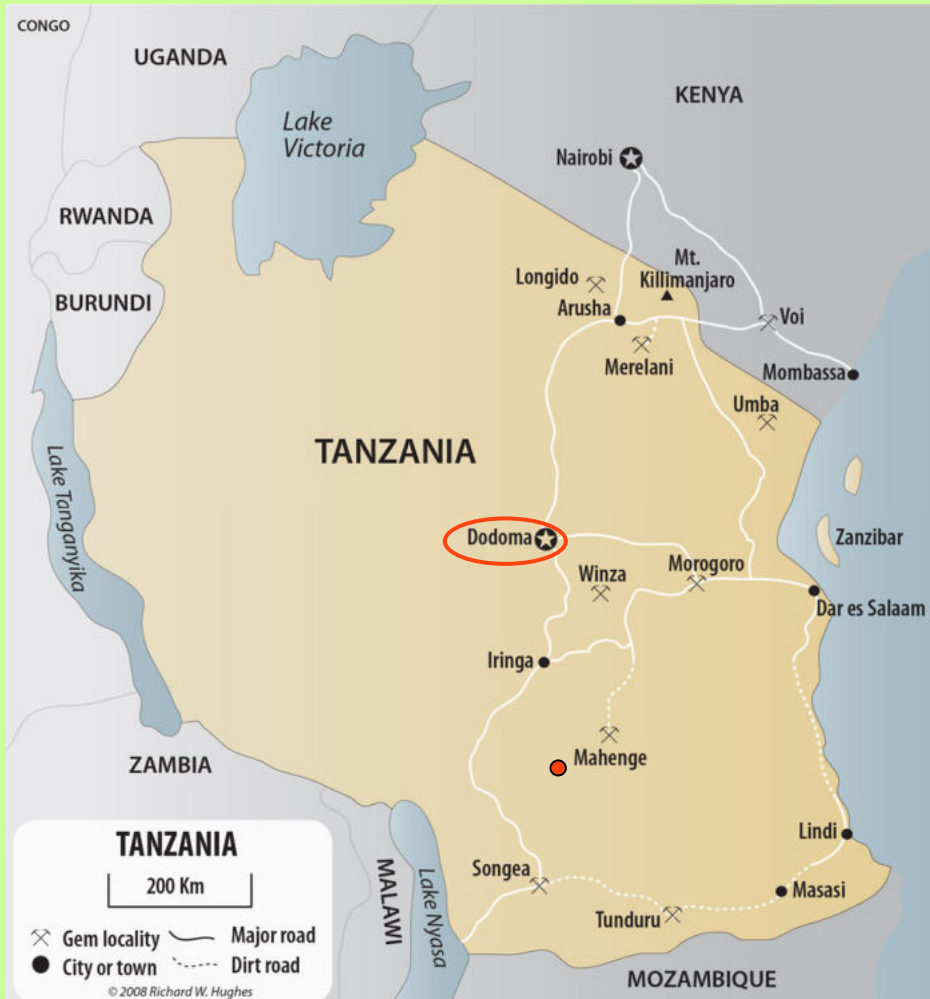 CONGO
UGANDA
KENYA
Lake
Victoria
Nairobi
RWANDA
Mt.
Killimanjaro
Longido
BURUNDI
Arusha
Voi
Merelani
Mombassa
Umba
TANZANIA
Lake Tanganyika
Dodoma
Zanzibar
Winza
Morogoro
Dar es Salaam
Iringa
Mahenge
ZAMBIA
Lindi
TANZANIA
200 Km
MALAWI
Lake Nyasa
Songea
Masasi
Tunduru
Gem locality
Major road
City or town
Dirt road
MOZAMBIQUE
© 2008 Richard W. Hughes